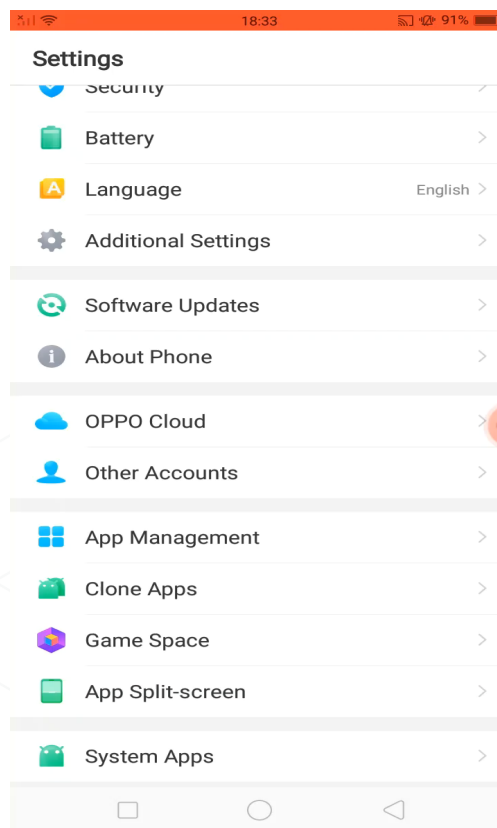 18:33
91%
Settings
Security
Battery
Language English
Additional Settings
Software Updates
About Phone
OPPO Cloud
Other Accounts
App Management
Clone Apps
Game Space
App Split-screen
System Apps